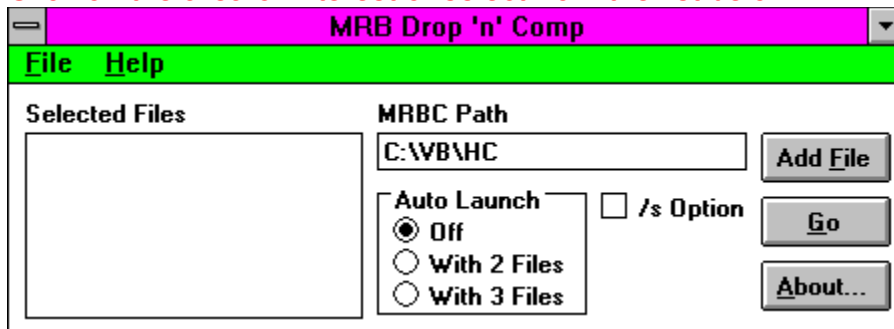 MRB Drop 'n' Comp
File Help
Selected Files
MRBC Path
C:\VB\HC
Add File
Auto Launch
Off
With 2 Files
With 3 Files
/s Option
Go
About...